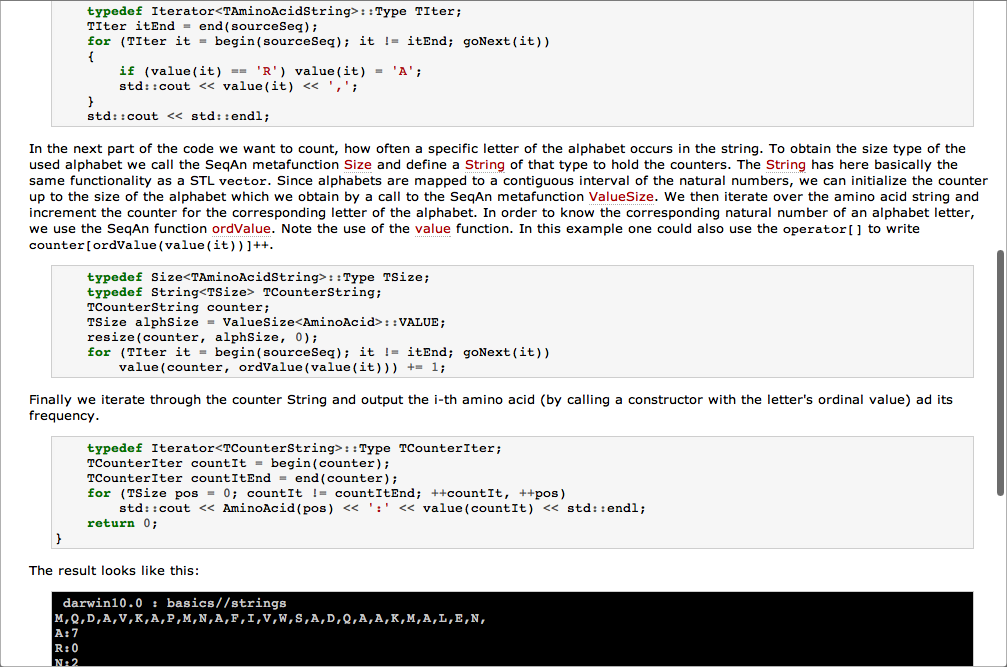 typedef Iterator<TAminoAcidString>::Type TIter;
TIter itEnd = end(sourceSeq);
for (TIter it = begin(sourceSeq); it != itEnd; goNext(it))
{
if (value(it) == 'R') value(it) = 'A';
std::cout << value(it) << ',';
}
std::cout << std::endl;
In the next part of the code we want to count, how often a specific letter of the alphabet occurs in the string. To obtain the size type of the
used alphabet we call the SeqAn metafunction Size and define a String of that type to hold the counters. The String has here basically the
same functionality as a STL vector. Since alphabets are mapped to a contiguous interval of the natural numbers, we can initialize the counter
up to the size of the alphabet which we obtain by a call to the SeqAn metafunction ValueSize. We then iterate over the amino acid string and
increment the counter for the corresponding letter of the alphabet. In order to know the corresponding natural number of an alphabet letter,
we use the SeqAn function ordValue. Note the use of the value function. In this example one could also use the operator[] to write
counter[ordValue(value(it))]++.
typedef Size<TAminoAcidString>::Type TSize;
typedef String<TSize> TCounterString;
TCounterString counter;
TSize alphSize = ValueSize<AminoAcid>::VALUE;
resize(counter, alphSize, 0);
for (TIter it = begin(sourceSeq); it != itEnd; goNext(it))
value(counter, ordValue(value(it))) += 1;
Finally we iterate through the counter String and output the i-th amino acid (by calling a constructor with the letter's ordinal value) ad its
frequency.
typedef Iterator<TCounterString>::Type TCounterIter;
TCounterIter countIt = begin(counter);
TCounterIter countItEnd = end(counter);
for (TSize pos = 0; countIt != countItEnd; ++countIt, ++pos)
std::cout << AminoAcid(pos) << ':' << value(countIt) << std::endl;
return 0;
}
The result looks like this:
darwin10.0 : basics//strings
M,Q,D,A,V,K,A,P,M,N,A,F,I,V,W,S,A,D,Q,A,A,K,M,A,L,E,N,
A:7
R:0
N:2